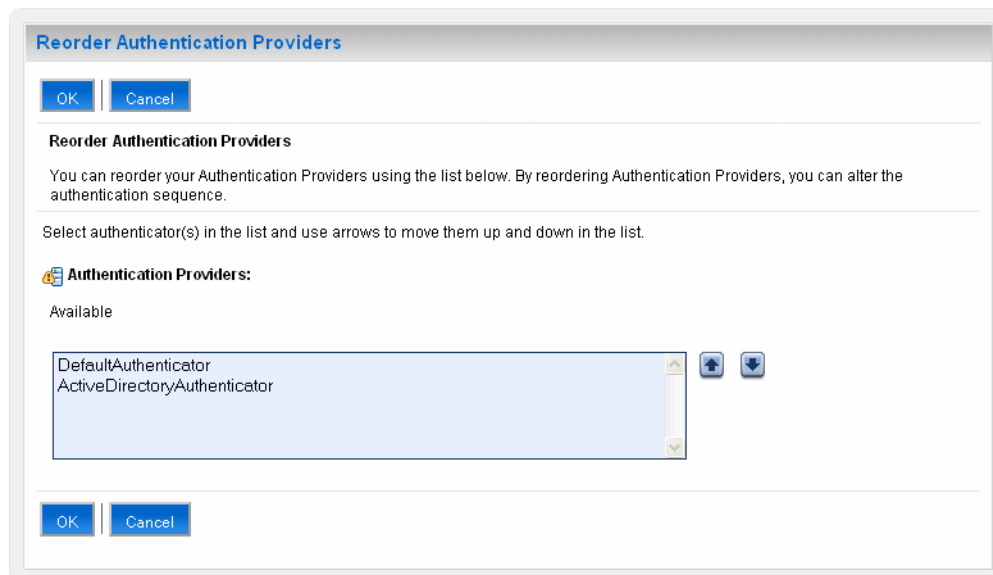 Reorder Authentication Providers
OK Cancel
Reorder Authentication Providers
You can reorder your Authentication Providers using the list below. By reordering Authentication Providers, you can alter the
authentication sequence.
Select authenticator(s) in the list and use arrows to move them up and down in the list.
Authentication Providers:
Available
DefaultAuthenticator
ActiveDirectoryAuthenticator
OK Cancel